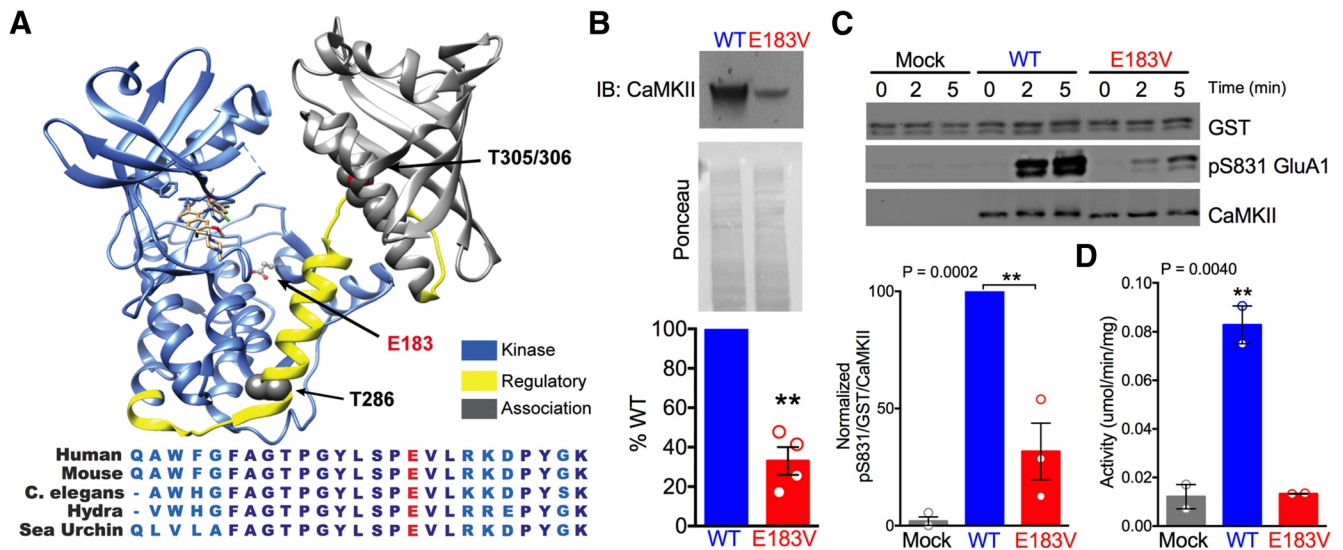 A
T305/306
E183
T286
Kinase
Regulatory
Association
Human Q A W F G F A G T P G Y L S P E V L R K D P Y G K
Mouse Q A W F G F A G T P G Y L S P E V L R K D P Y G K
C. elegans - A W H G F A G T P G Y L S P E V L K K D P Y S K
Hydra - V W H G F A G T P G Y L S P E V L R R E P Y G K
Sea Urchin Q L V L A F A G T P G Y L S P E V L R K D P Y G K
B
WT E183V
IB: CaMKII
Ponceau
% WT
100
80
60
40
20
0
**
WT E183V
C
Mock WT E183V
0 2 5 0 2 5 0 2 5 Time (min)
GST
pS831 GluA1
CaMKII
P = 0.0002
**
Normalized
pS831/GST/CaMKII
100
50
0
Mock WT E183V
D
P = 0.0040
**
Activity (umol/min/mg)
0.10
0.08
0.06
0.04
0.02
0.00
Mock WT E183V